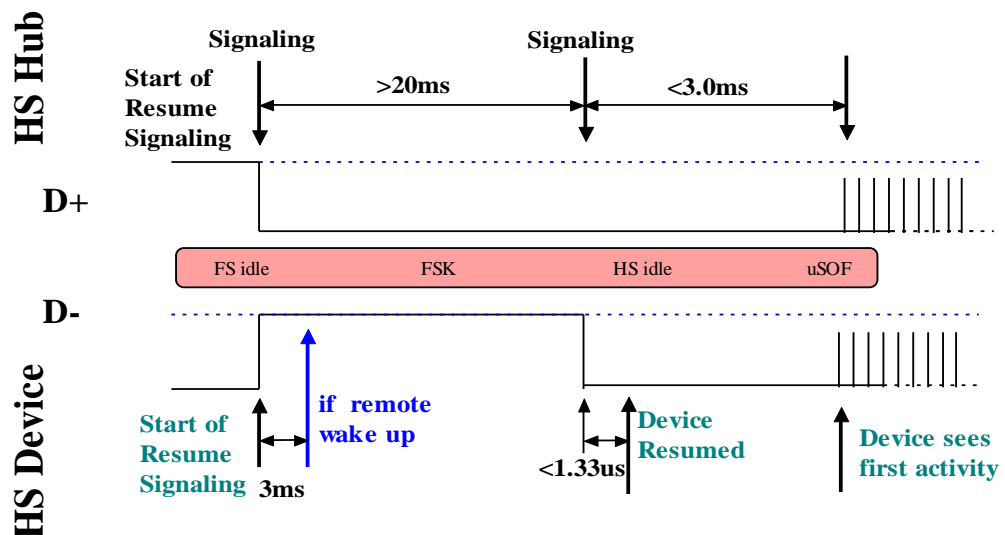 HS Hub
Signaling
Signaling
Start of
Resume
Signaling
>20ms
<3.0ms
D+
FS idle
FSK
HS idle
uSOF
D-
HS Device
Start of
Resume
Signaling
3ms
if remote
wake up
<1.33us
Device
Resumed
Device sees
first activity